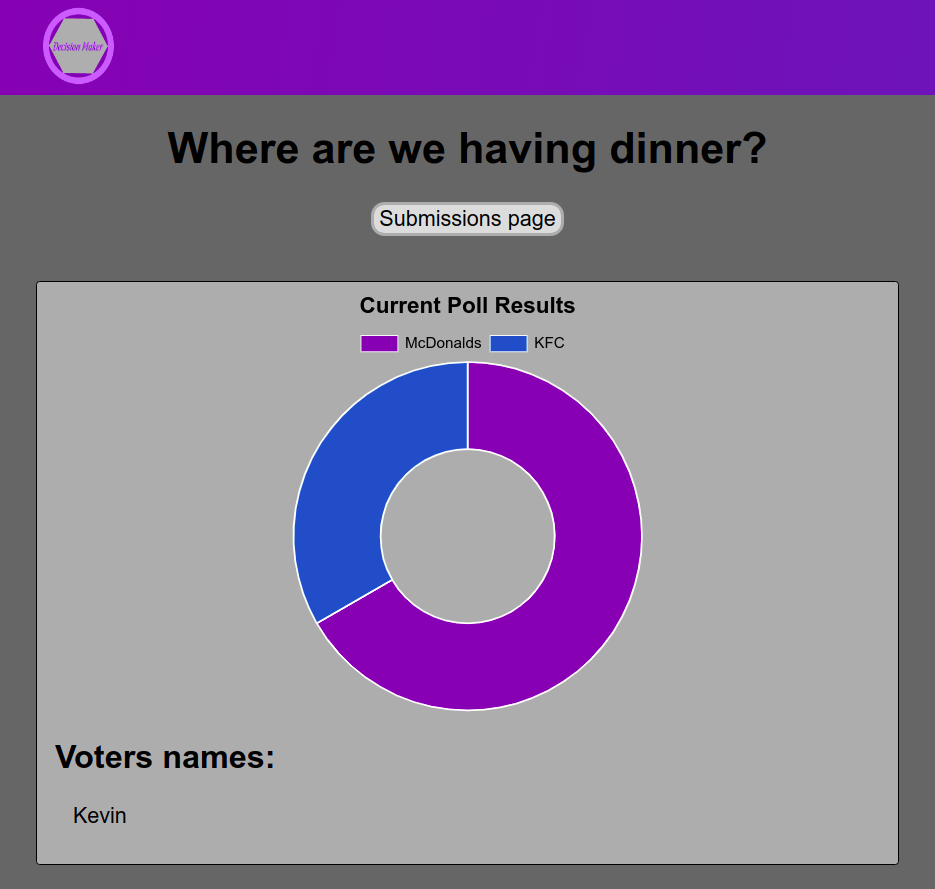 Decision Maker
Where are we having dinner?
Submissions page
Current Poll Results
McDonalds KFC
Voters names:
Kevin